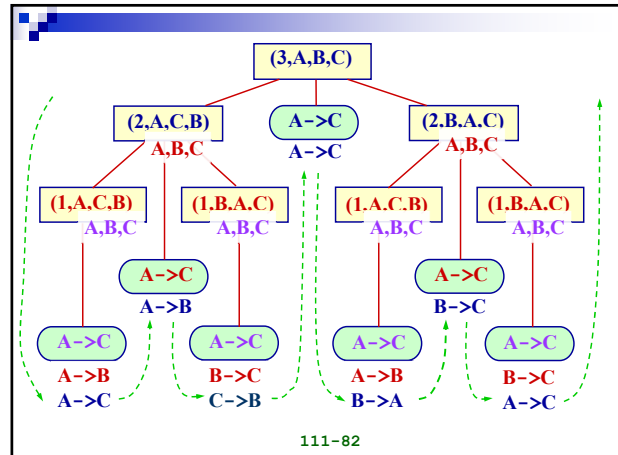 (3,A,B,C)
(2,A,C,B)
A->C
(2,B,A,C)
A,B,C
A->C
A,B,C
(1,A,C,B)
(1,B,A,C)
(1,A,C,B)
(1,B,A,C)
A,B,C
A,B,C
A,B,C
A,B,C
A->C
A->C
A->B
B->C
A->C
A->C
A->C
A->C
A->B
B->C
A->B
B->C
A->C
C->B
B->A
A->C
111-82